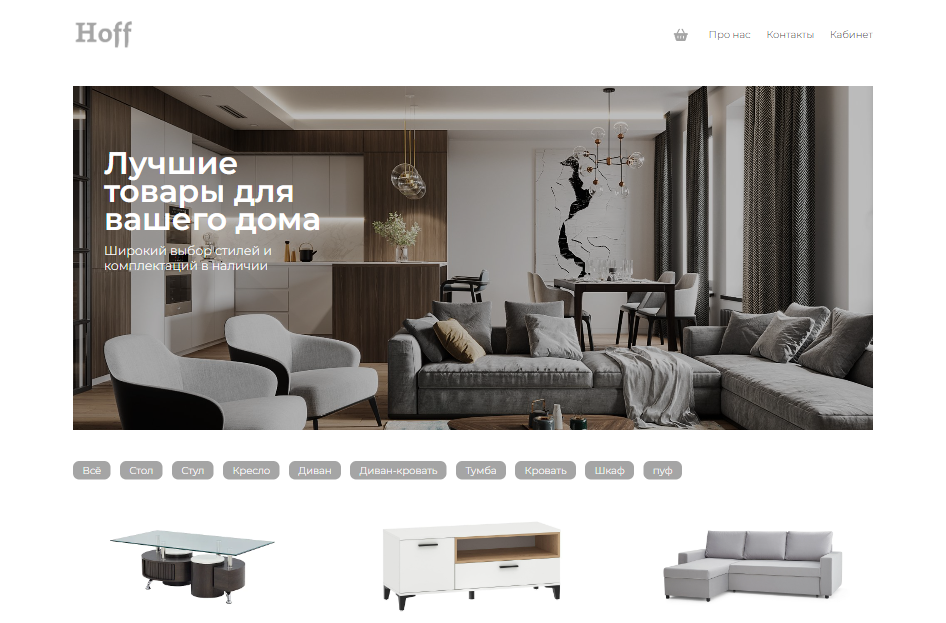 Hoff
Про нас Контакты Кабинет
Лучшие
товары для
вашего дома
Широкий выбор стилей и
комплектаций в наличии
Всё Стол Стул Кресло Диван Диван-кровать Тумба Кровать Шкаф пуф